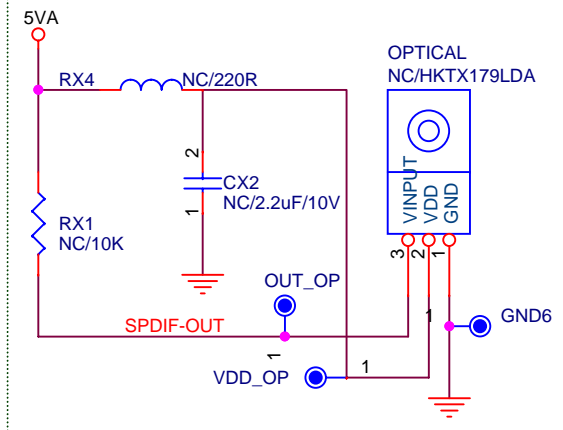 5VA
OPTICAL
NC/HKTX179LDA
RX4
NC/220R
2
CX2
NC/2.2uF/10V
1
VINPUT
VDD
GND
RX1
NC/10K
3
2
1
OUT_OP
SPDIF-OUT
1
GND6
1
VDD_OP
1